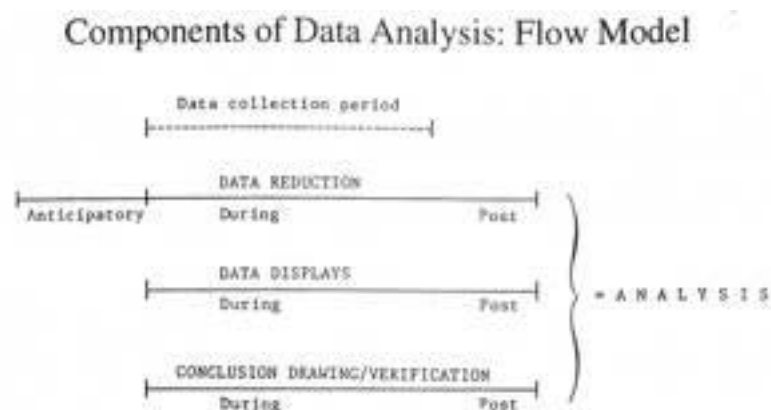 Components of Data Analysis: Flow Model
Data collection period
DATA REDUCTION
Anticipatory During Post
DATA DISPLAYS
During Post
= A N A L Y S I S
CONCLUSION DRAWING/VERIFICATION
During Post